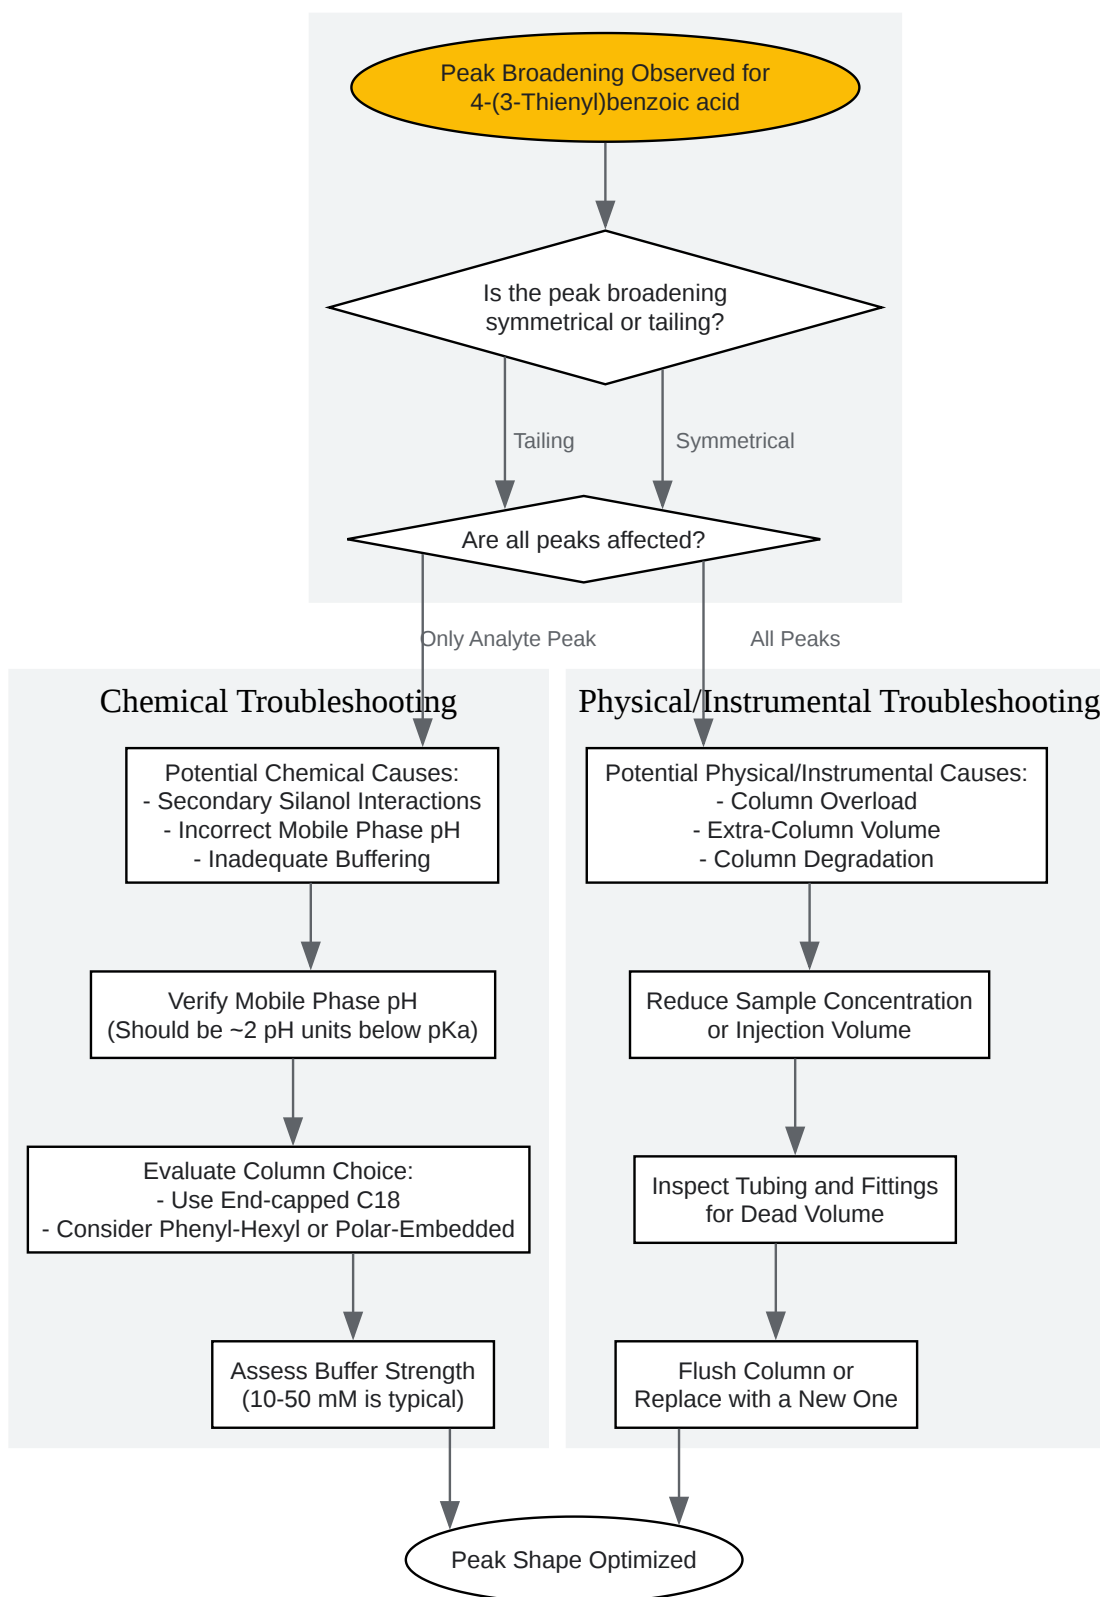 Peak Broadening Observed for
4-(3-Thienyl)benzoic acid
Is the peak broadening
symmetrical or tailing?
Tailing
Symmetrical
Are all peaks affected?
Only Analyte Peak
All Peaks
Chemical Troubleshooting
Potential Chemical Causes:
- Secondary Silanol Interactions
- Incorrect Mobile Phase pH
- Inadequate Buffering
Verify Mobile Phase pH
(Should be ~2 pH units below pKa)
Evaluate Column Choice:
- Use End-capped C18
- Consider Phenyl-Hexyl or Polar-Embedded
Assess Buffer Strength
(10-50 mM is typical)
Physical/Instrumental Troubleshooting
Potential Physical/Instrumental Causes:
- Column Overload
- Extra-Column Volume
- Column Degradation
Reduce Sample Concentration
or Injection Volume
Inspect Tubing and Fittings
for Dead Volume
Flush Column or
Replace with a New One
Peak Shape Optimized